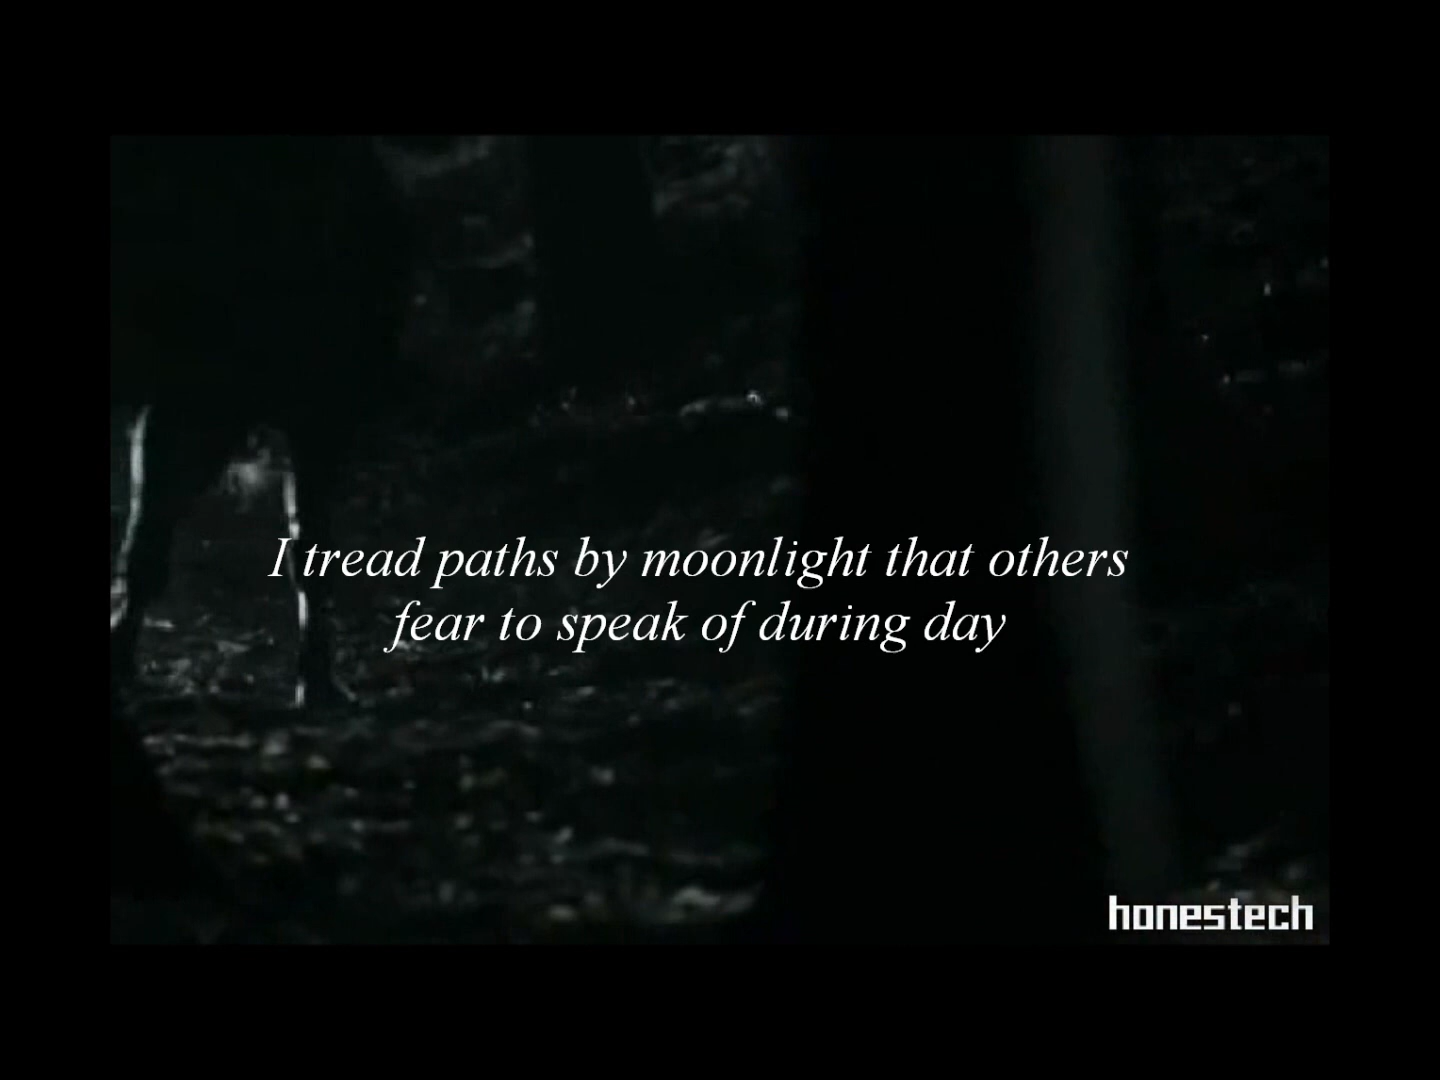 I tread paths by moonlight that others
fear to speak of during day
honestech